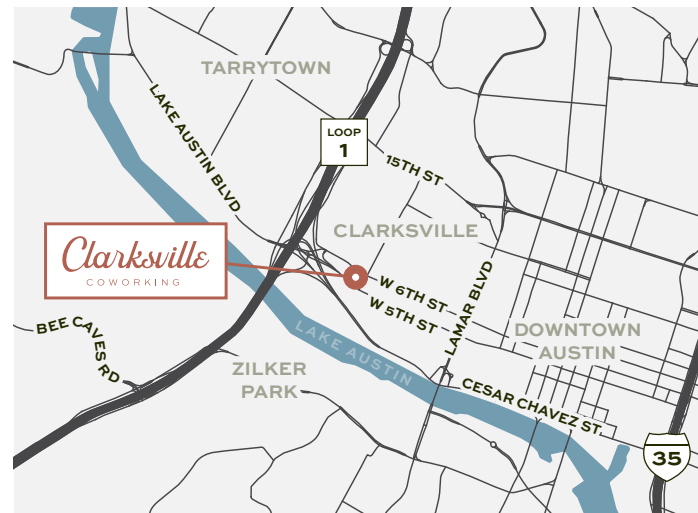 TARRYTOWN
LAKE AUSTIN BLVD
LOOP
1
15TH ST
CLARKSVILLE
Clarksville
COWORKING
W 6TH ST
W 5TH ST
LAMAR BLVD
BEE CAVES RD
LAKE AUSTIN
DOWNTOWN
AUSTIN
ZILKER
PARK
CESAR CHAVEZ ST.
35